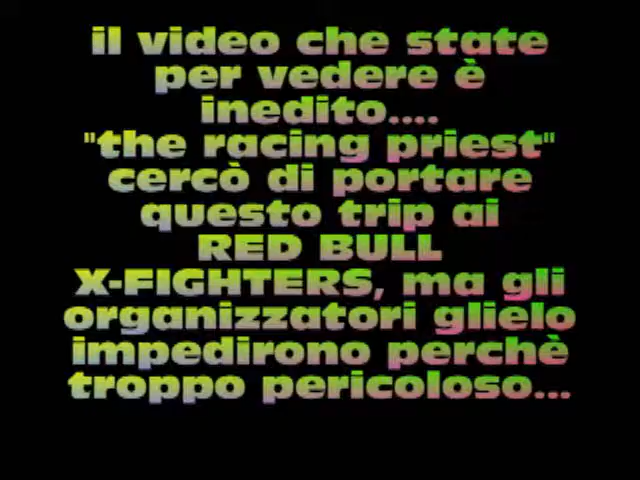 il video che state
per vedere è
inedito....
"the racing priest"
cercò di portare
questo trip ai
RED BULL
X-FIGHTERS, ma gli
organizzatori glielo
impedirono perchè
troppo pericoloso...